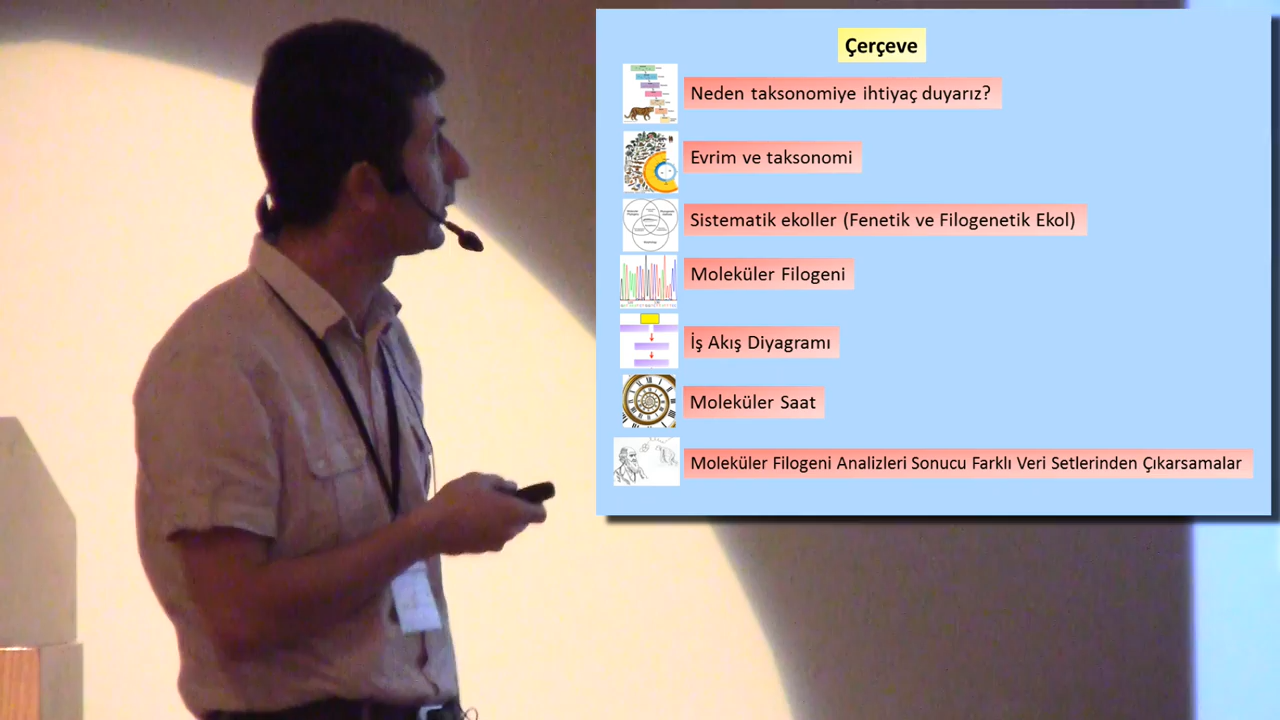 Çerçeve
Neden taksonomiye ihtiyaç duyarız?
Evrim ve taksonomi
Sistematik ekoller (Fenetik ve Filogenetik Ekol)
Moleküler Filogeni
İş Akış Diyagramı
Moleküler Saat
Moleküler Filogeni Analizleri Sonucu Farklı Veri Setlerinden Çıkarsamalar